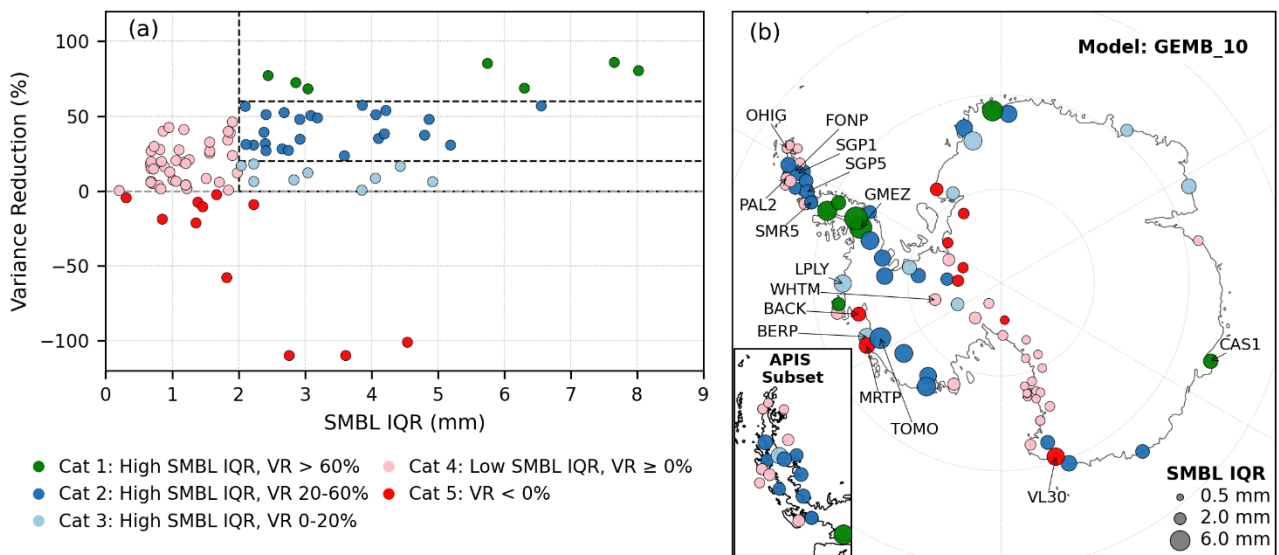 (a)
Variance Reduction (%)
100
50
0
−50
−100
0 1 2 3 4 5 6 7 8 9
SMBL IQR (mm)
Cat 1: High SMBL IQR, VR > 60%
Cat 2: High SMBL IQR, VR 20-60%
Cat 3: High SMBL IQR, VR 0-20%
Cat 4: Low SMBL IQR, VR ≥ 0%
Cat 5: VR < 0%
(b)
Model: GEMB_10
OHIG
FONP
SGP1
SGP5
GMEZ
PAL2
SMR5
LPLY
WHTM
BACK
BERP
MRTP
TOMO
CAS1
VL30
APIS
Subset
SMBL IQR
0.5 mm
2.0 mm
6.0 mm